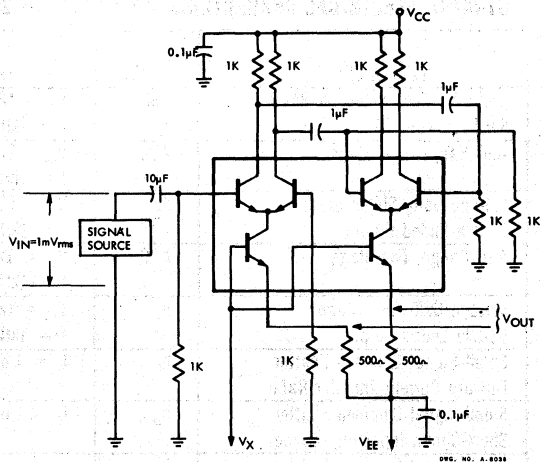 VCC
0.1µF
1K
1K
1K
1K
1µF
1µF
10µF
VIN=1mVrms
SIGNAL
SOURCE
1K
1K
VOUT
1K
1K
500Ω
500Ω
0.1µF
VX
VEE
DWG. NO. A-8038